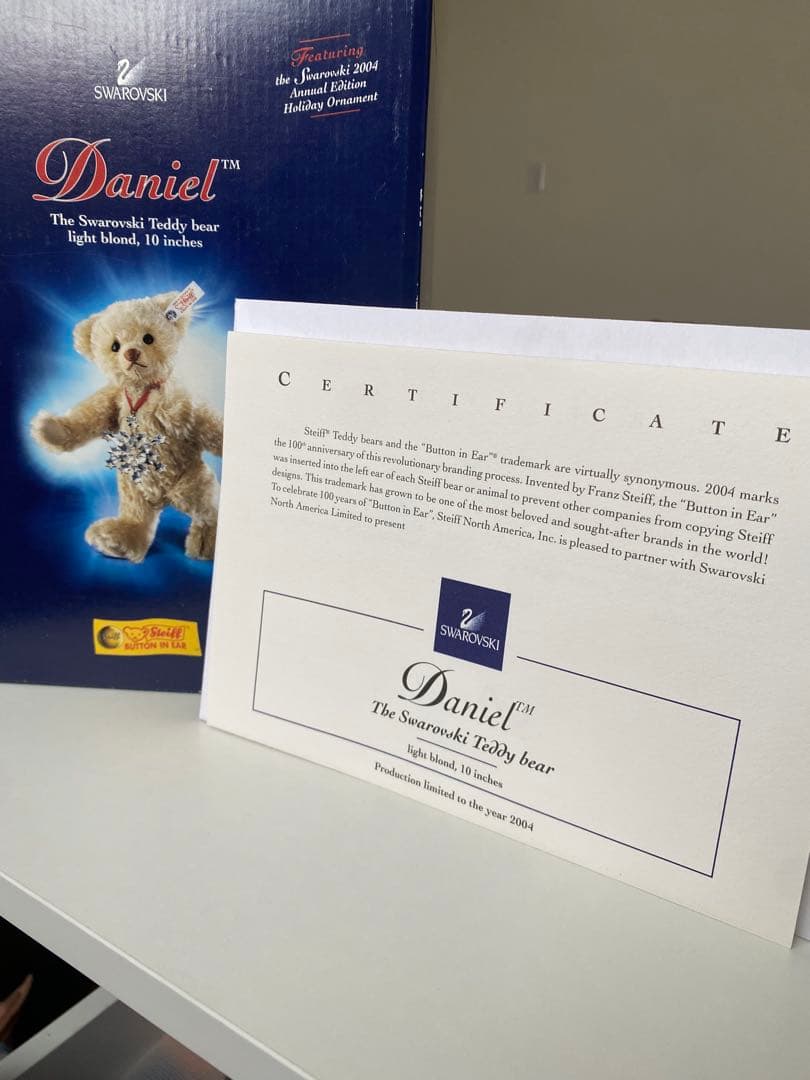 SWAROVSKI
Featuring
the Swarovski 2004
Annual Edition
Holiday Ornament
Daniel™
The Swarovski Teddy bear
light blond, 10 inches
Steiff
BUTTON IN EAR
CERTIFICATE
Steiff® Teddy bears and the "Button in Ear"® trademark are virtually synonymous. 2004 marks
the 100th anniversary of this revolutionary branding process. Invented by Franz Steiff, the "Button in Ear"
was inserted into the left ear of each Steiff bear or animal to prevent other companies from copying Steiff
designs. This trademark has grown to be one of the most beloved and sought-after brands in the world!
To celebrate 100 years of "Button in Ear", Steiff North America, Inc. is pleased to partner with Swarovski
North America Limited to present
SWAROVSKI
Daniel™
The Swarovski Teddy bear
light blond, 10 inches
Production limited to the year 2004